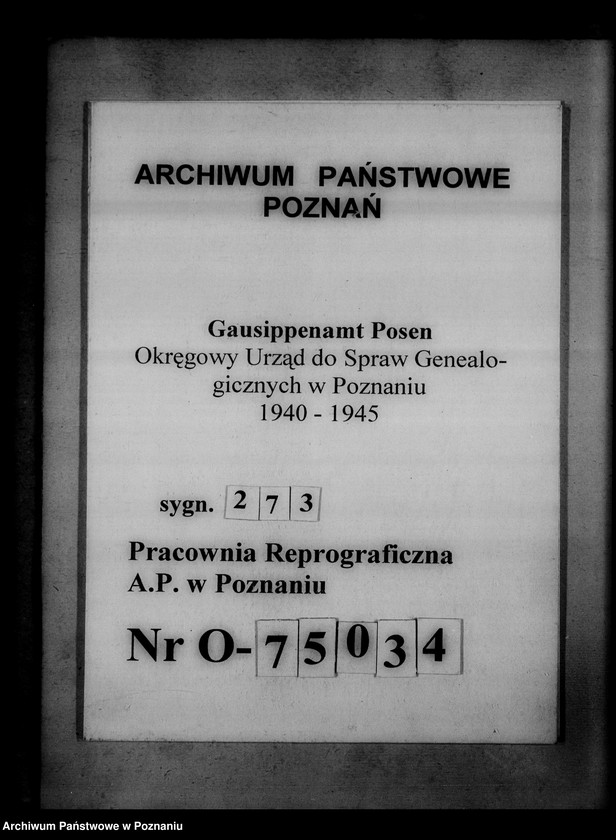 ARCHIWUM PAŃSTWOWE
POZNAŃ
Gausippenamt Posen
Okręgowy Urząd do Spraw Genealo-
gicznych w Poznaniu
1940 - 1945
sygn. 273
Pracownia Reprograficzna
A.P. w Poznaniu
Nr O-75034
Archiwum Państwowe w Poznaniu